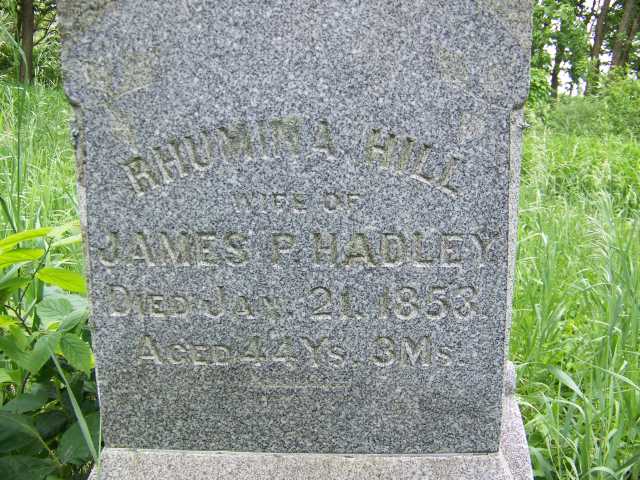 RHUMINA HILL
WIFE OF
JAMES P. HADLEY
DIED JAN. 21. 1853
AGED 44 YS. 3 MS.